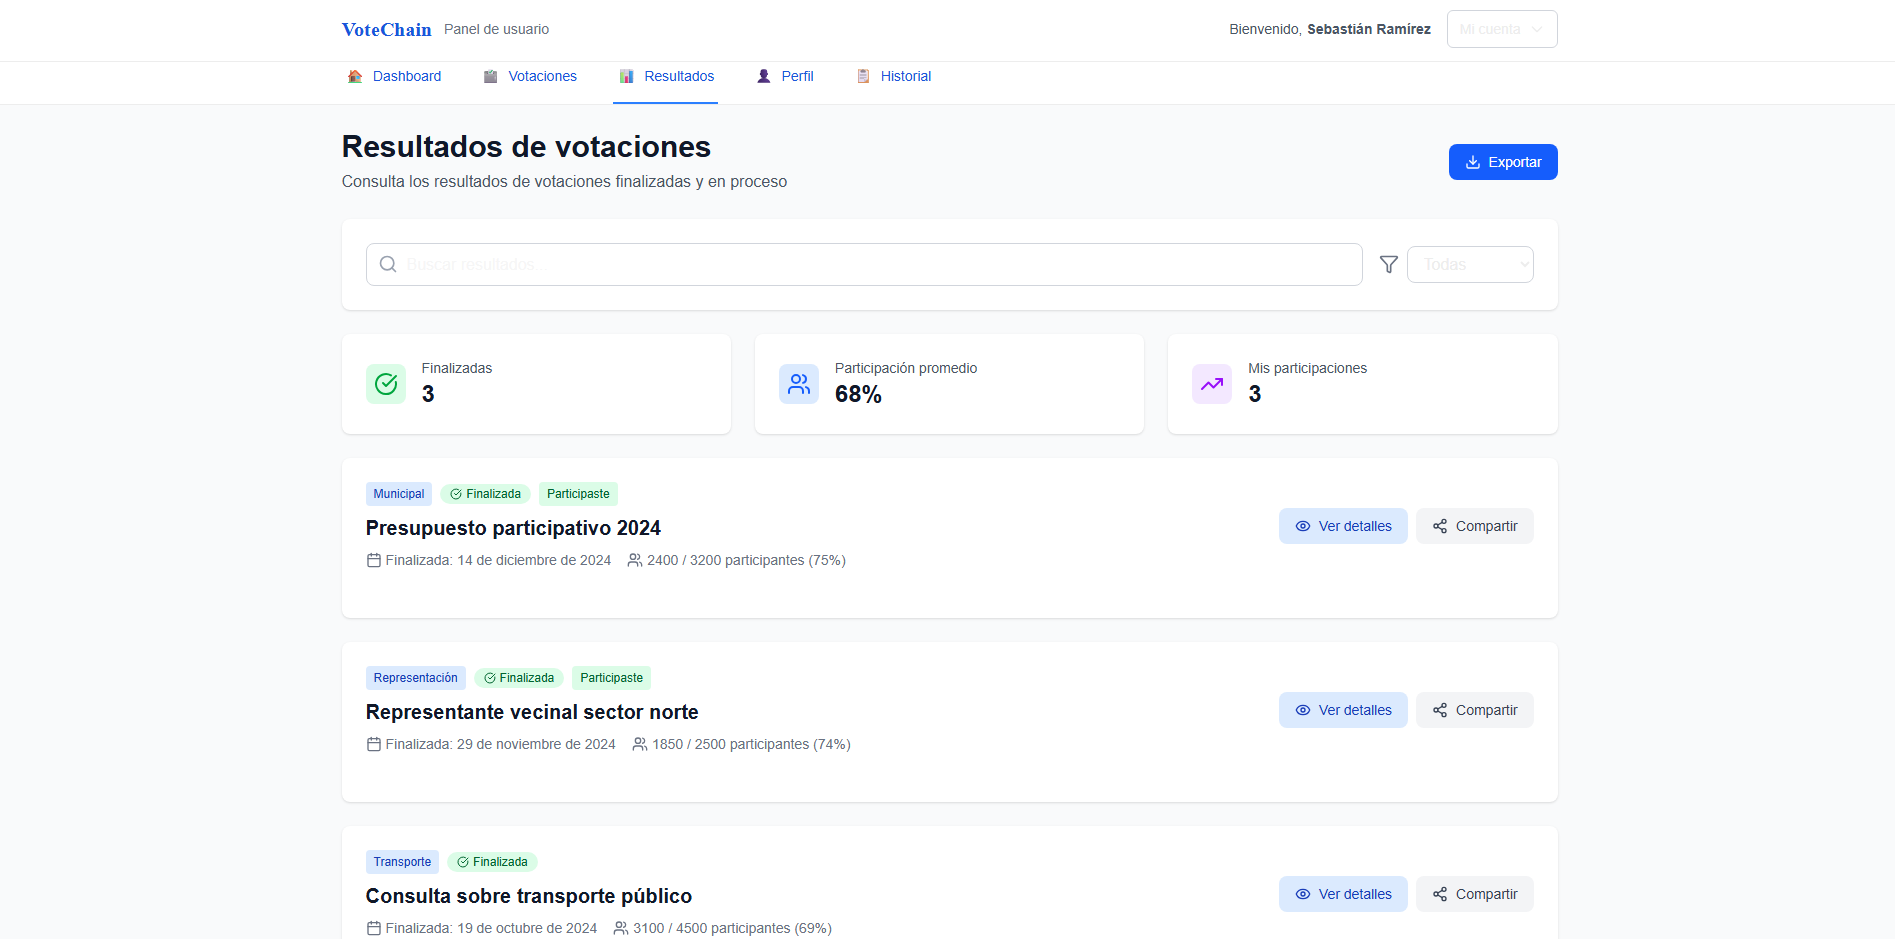 VoteChain Panel de usuario
Bienvenido, Sebastián Ramírez Mi cuenta
Dashboard Votaciones Resultados Perfil Historial
Resultados de votaciones
Consulta los resultados de votaciones finalizadas y en proceso
Exportar
Buscar resultados...
Todas
Finalizadas
3
Participación promedio
68%
Mis participaciones
3
Municipal Finalizada Participaste
Presupuesto participativo 2024
Finalizada: 14 de diciembre de 2024 2400 / 3200 participantes (75%)
Ver detalles Compartir
Representación Finalizada Participaste
Representante vecinal sector norte
Finalizada: 29 de noviembre de 2024 1850 / 2500 participantes (74%)
Ver detalles Compartir
Transporte Finalizada
Consulta sobre transporte público
Finalizada: 19 de octubre de 2024 3100 / 4500 participantes (69%)
Ver detalles Compartir